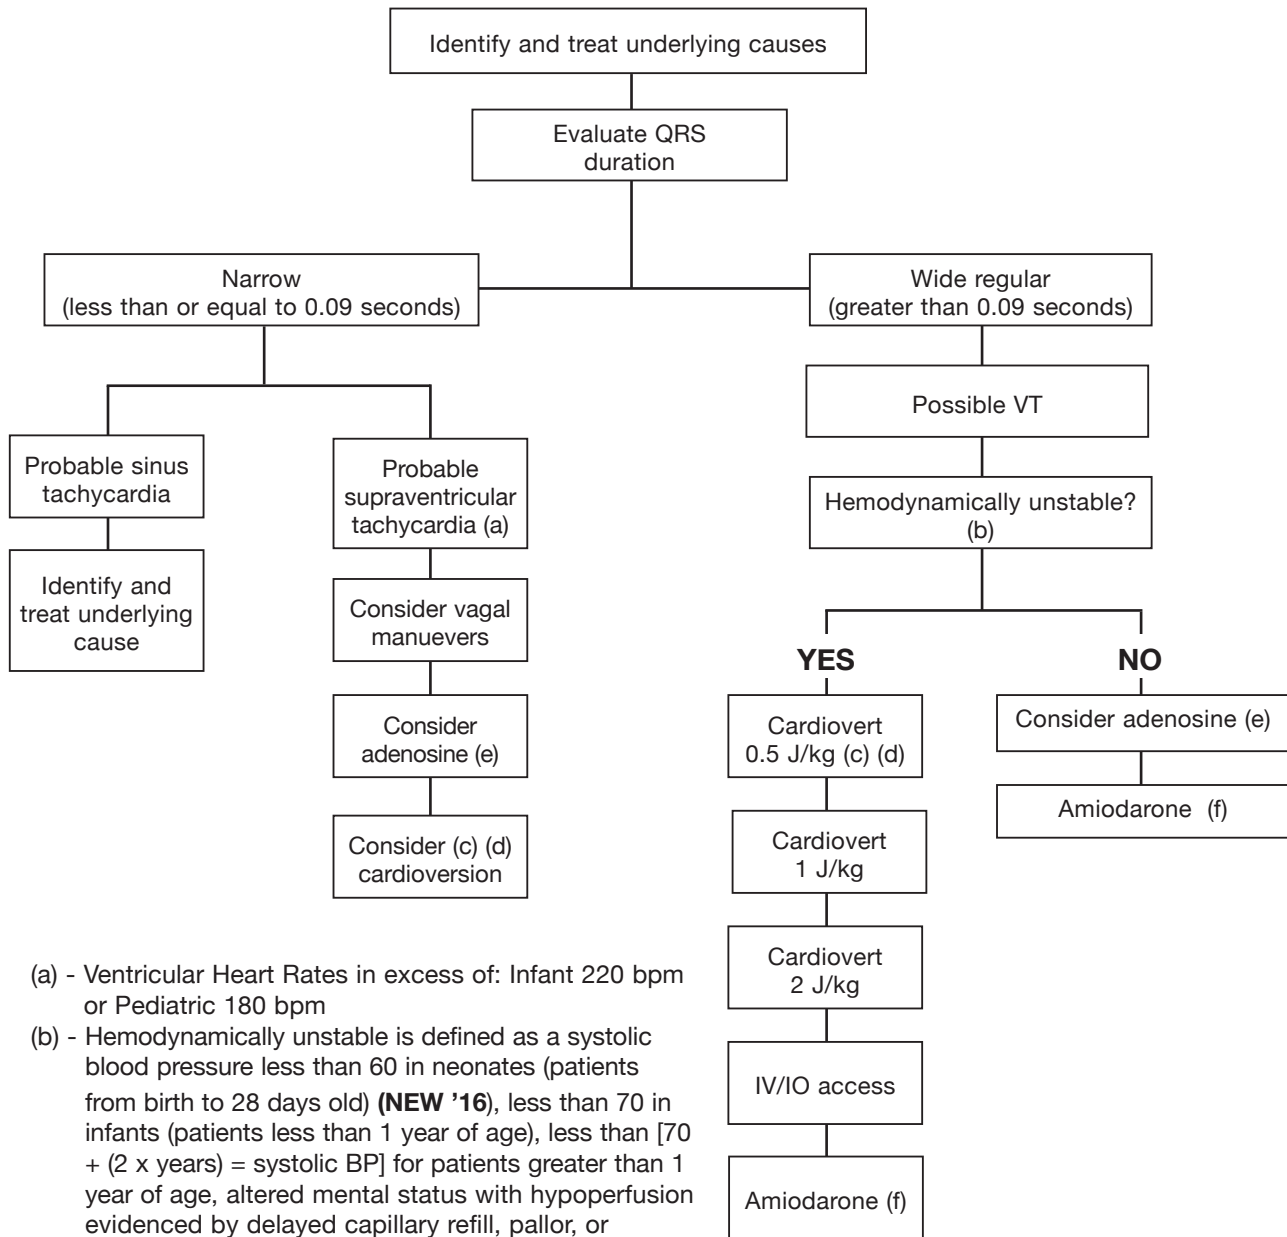 Identify and treat underlying causes
Evaluate QRS
duration
Narrow
(less than or equal to 0.09 seconds)
Wide regular
(greater than 0.09 seconds)
Probable sinus
tachycardia
Identify and
treat underlying
cause
Probable
supraventricular
tachycardia (a)
Consider vagal
manuevers
Consider
adenosine (e)
Consider (c) (d)
cardioversion
Possible VT
Hemodynamically unstable?
(b)
YES
Cardiovert
0.5 J/kg (c) (d)
Cardiovert
1 J/kg
Cardiovert
2 J/kg
IV/IO access
Amiodarone (f)
NO
Consider adenosine (e)
Amiodarone (f)
(a) - Ventricular Heart Rates in excess of: Infant 220 bpm
or Pediatric 180 bpm
(b) - Hemodynamically unstable is defined as a systolic
blood pressure less than 60 in neonates (patients
from birth to 28 days old) (NEW '16), less than 70 in
infants (patients less than 1 year of age), less than [70
+ (2 x years) = systolic BP] for patients greater than 1
year of age, altered mental status with hypoperfusion
evidenced by delayed capillary refill, pallor, or